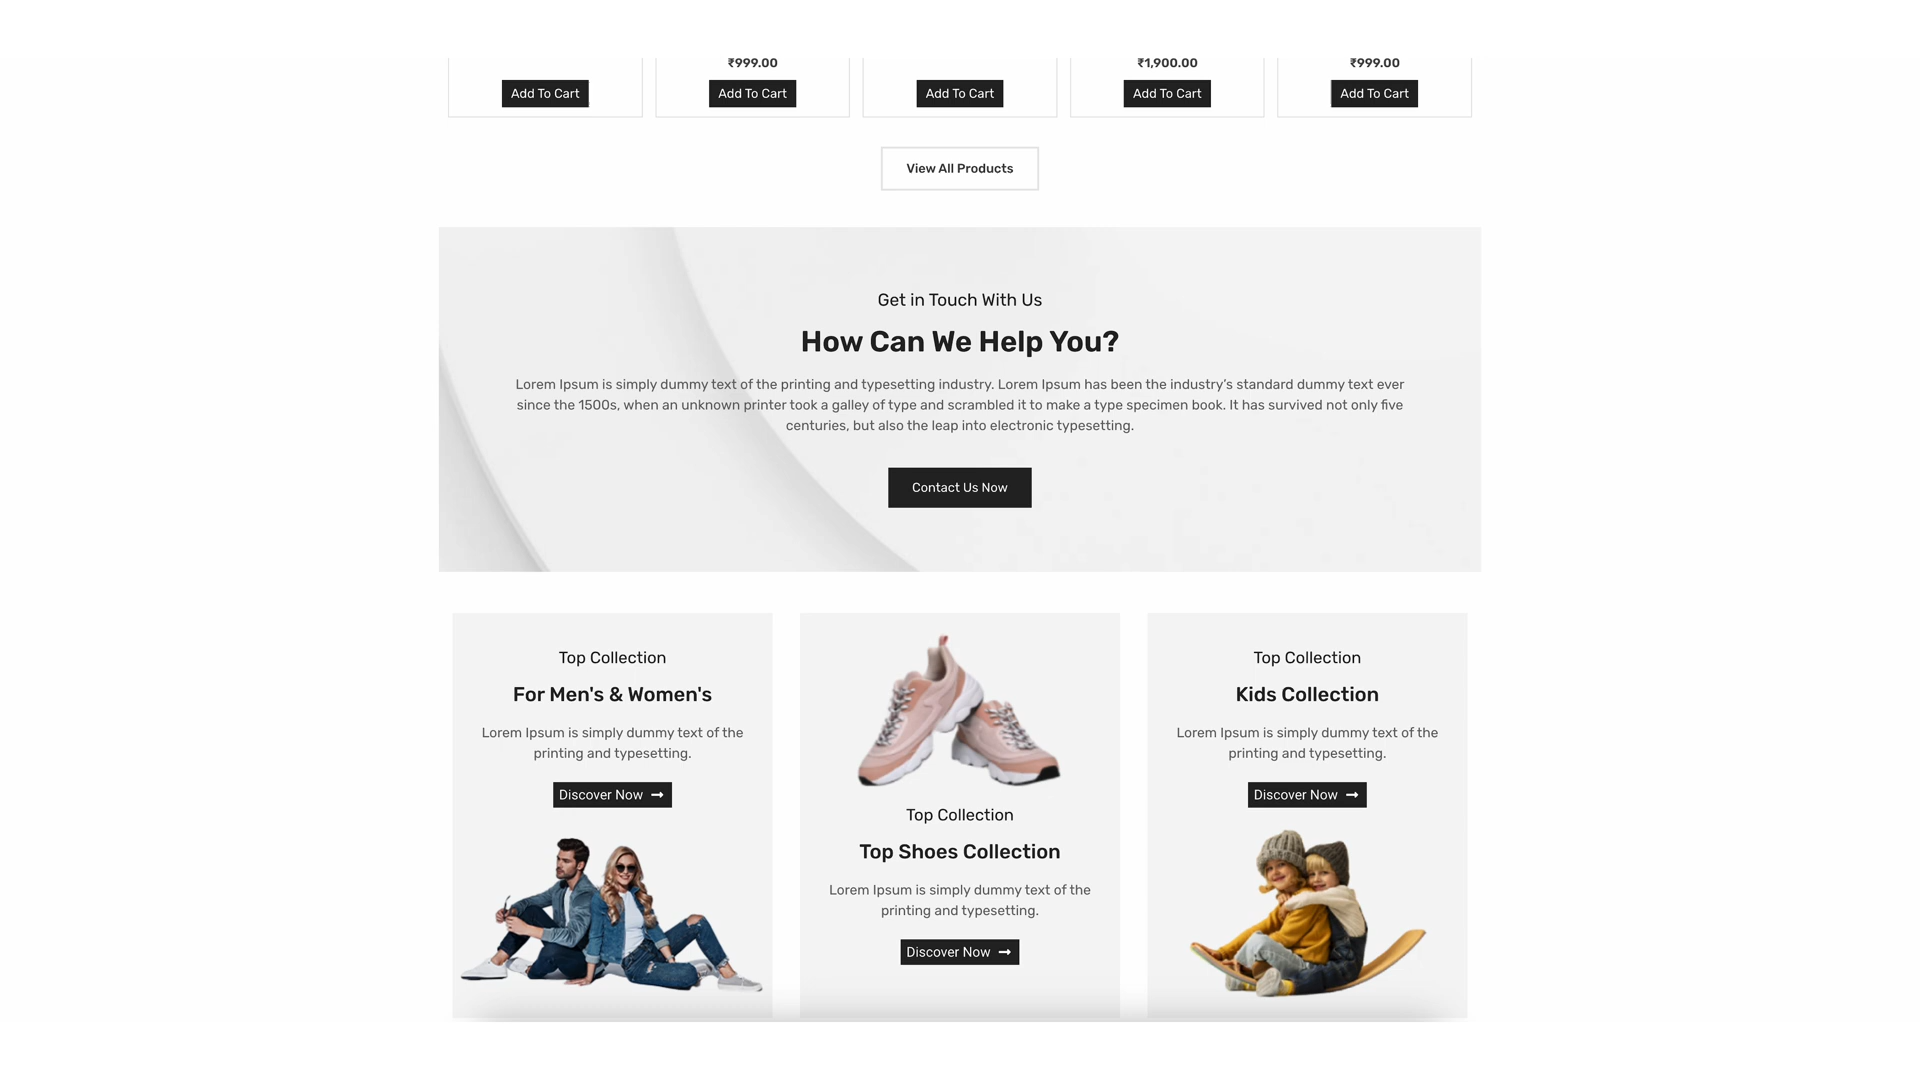 ₹999.00
₹1,900.00
₹999.00
Add To Cart
Add To Cart
Add To Cart
Add To Cart
Add To Cart
View All Products
Get in Touch With Us
How Can We Help You?
Lorem Ipsum is simply dummy text of the printing and typesetting industry. Lorem Ipsum has been the industry’s standard dummy text ever
since the 1500s, when an unknown printer took a galley of type and scrambled it to make a type specimen book. It has survived not only five
centuries, but also the leap into electronic typesetting.
Contact Us Now
Top Collection
For Men's & Women's
Lorem Ipsum is simply dummy text of the
printing and typesetting.
Discover Now
Top Collection
Top Shoes Collection
Lorem Ipsum is simply dummy text of the
printing and typesetting.
Discover Now
Top Collection
Kids Collection
Lorem Ipsum is simply dummy text of the
printing and typesetting.
Discover Now